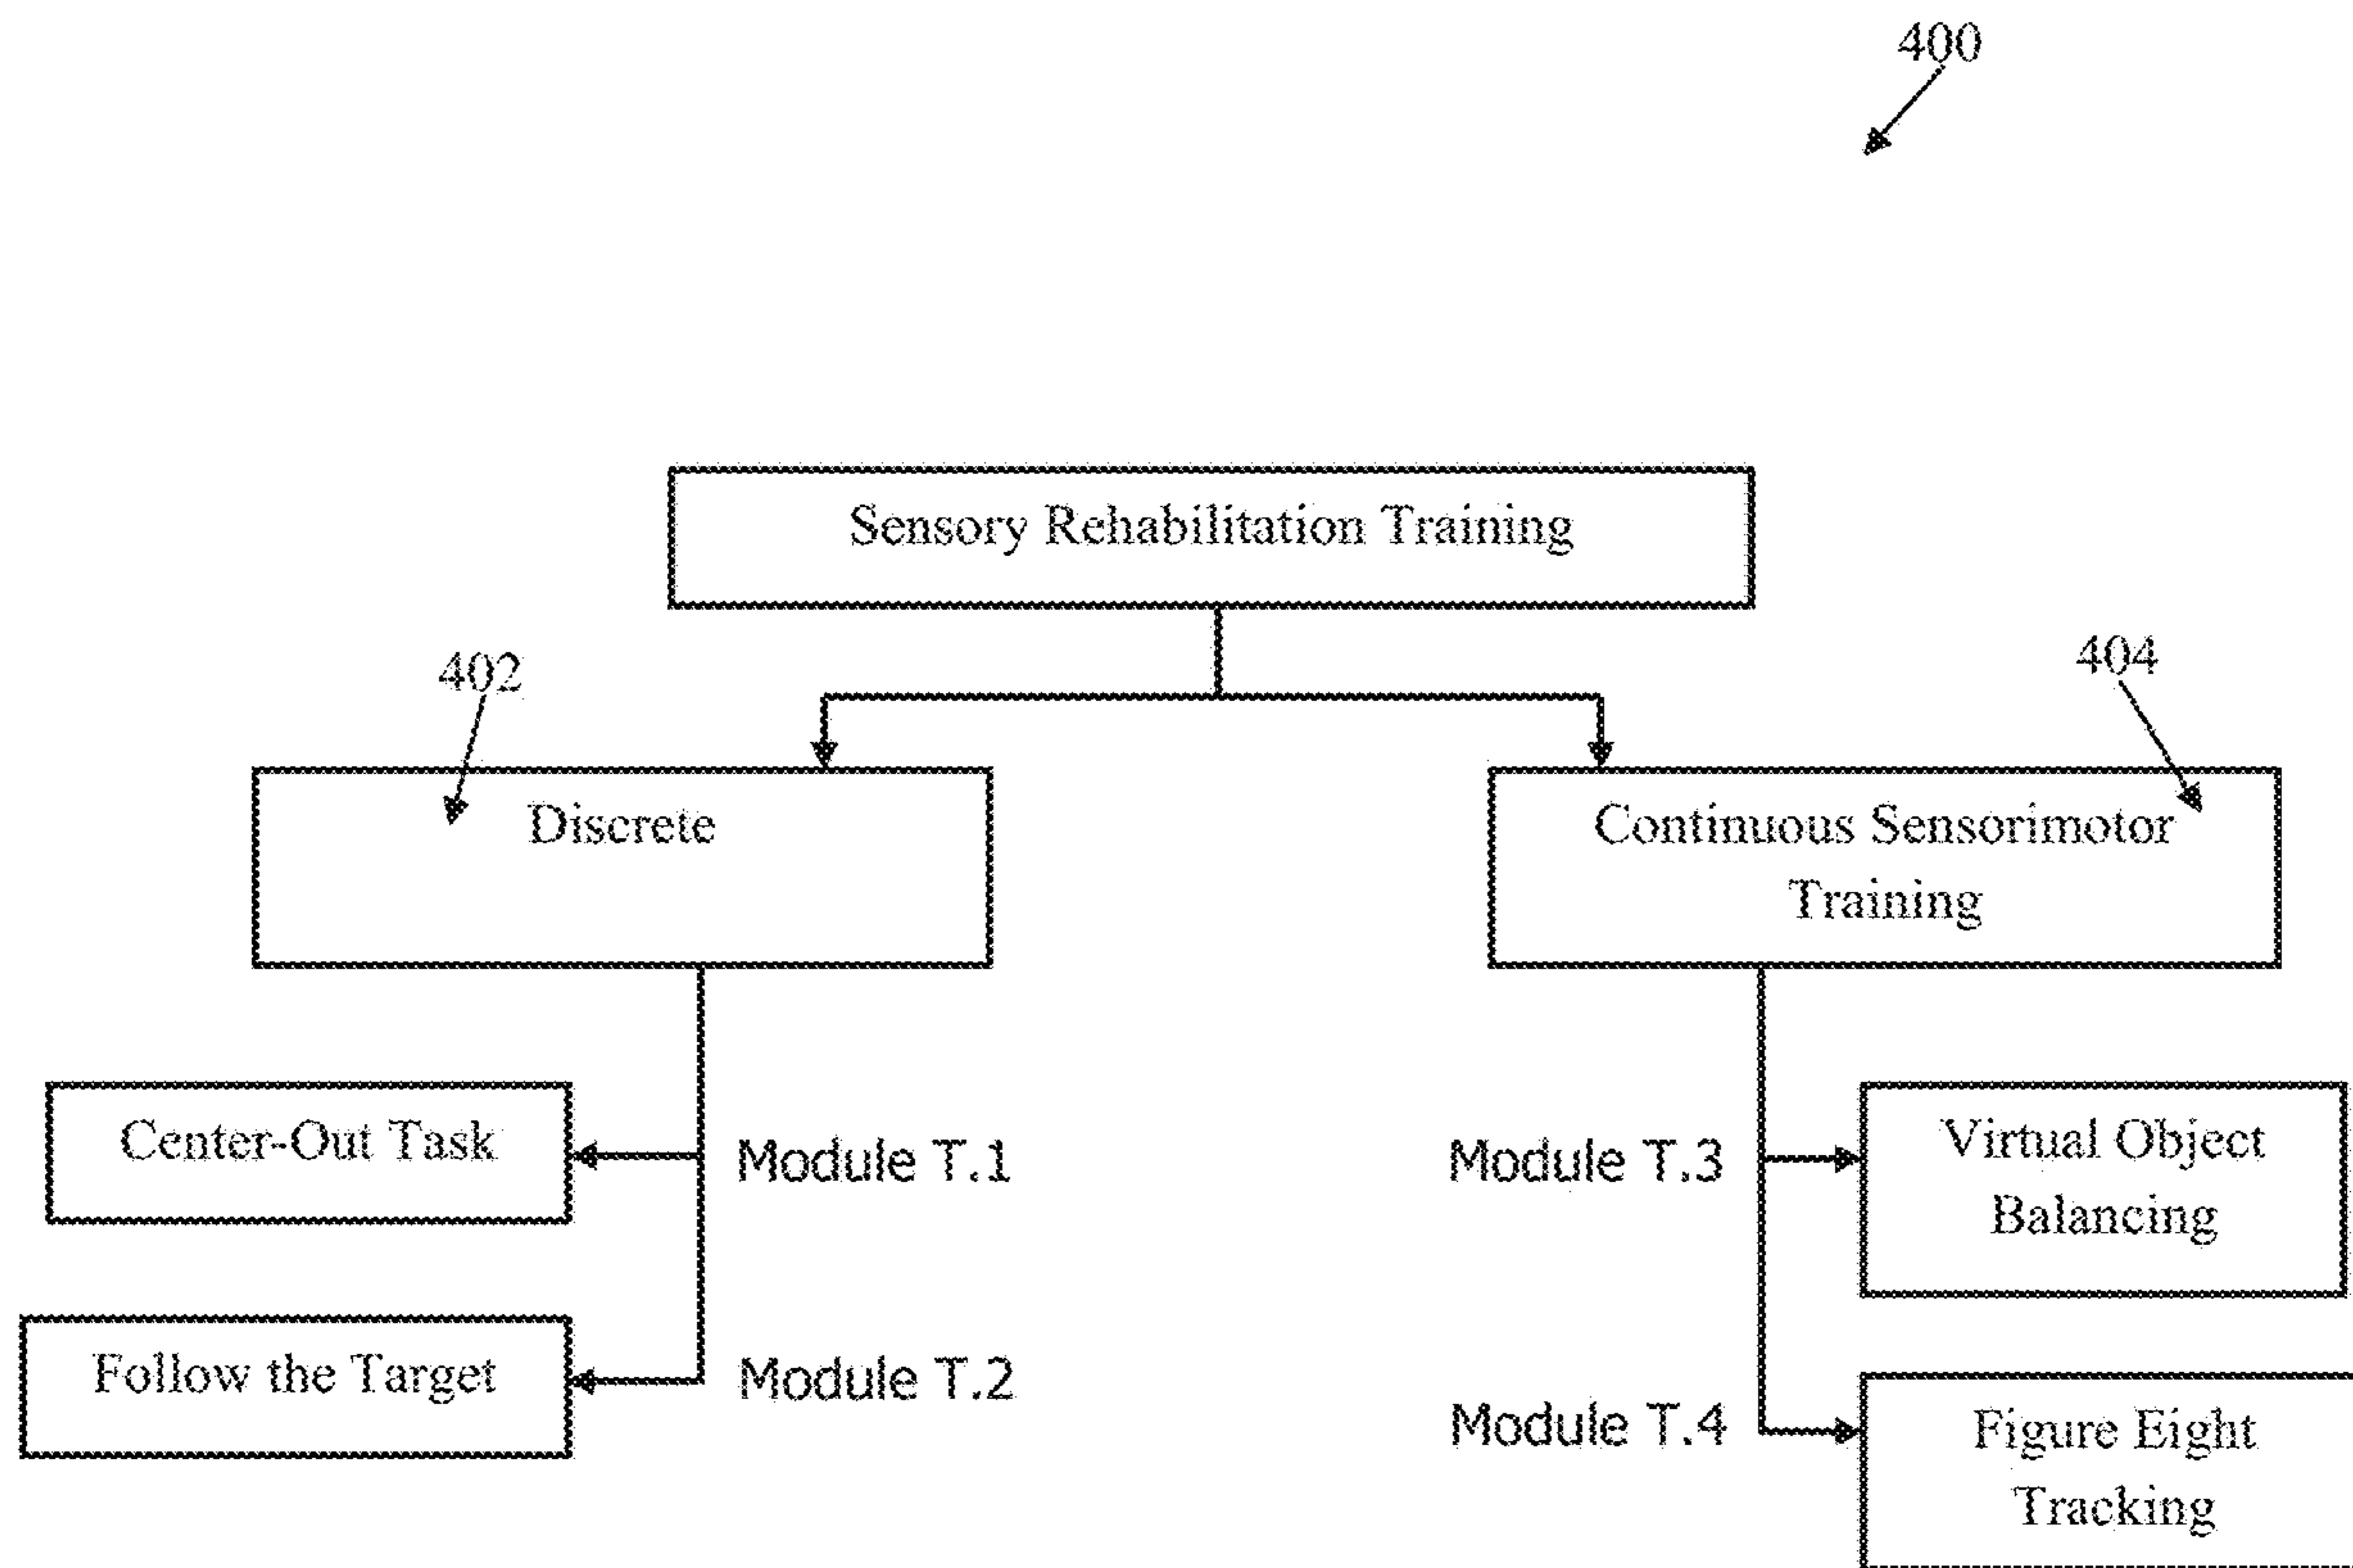 400
Sensory Rehabilitation Training
402
404
Discrete
Continuous Sensorimotor
Training
Center-Out Task
Module T.1
Module T.3
Virtual Object
Balancing
Follow the Target
Module T.2
Module T.4
Figure Eight
Tracking